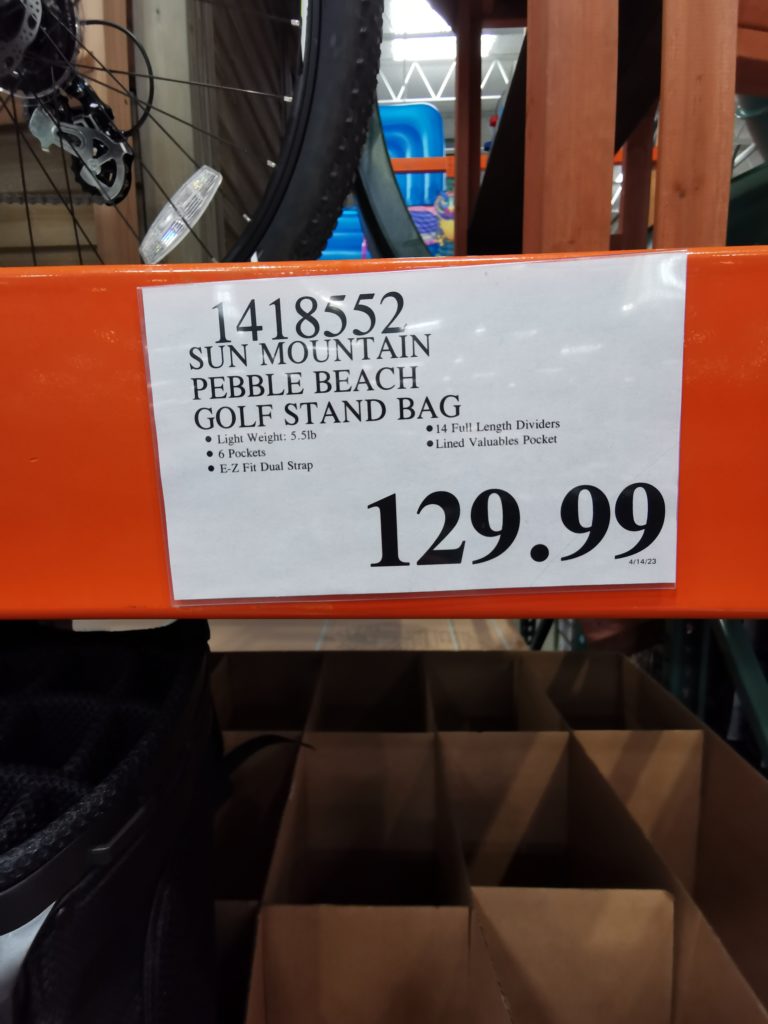 1418552
SUN MOUNTAIN
PEBBLE BEACH
GOLF STAND BAG
• Light Weight: 5.5lb
• 6 Pockets
• E-Z Fit Dual Strap
• 14 Full Length Dividers
• Lined Valuables Pocket
129.99
4/14/23